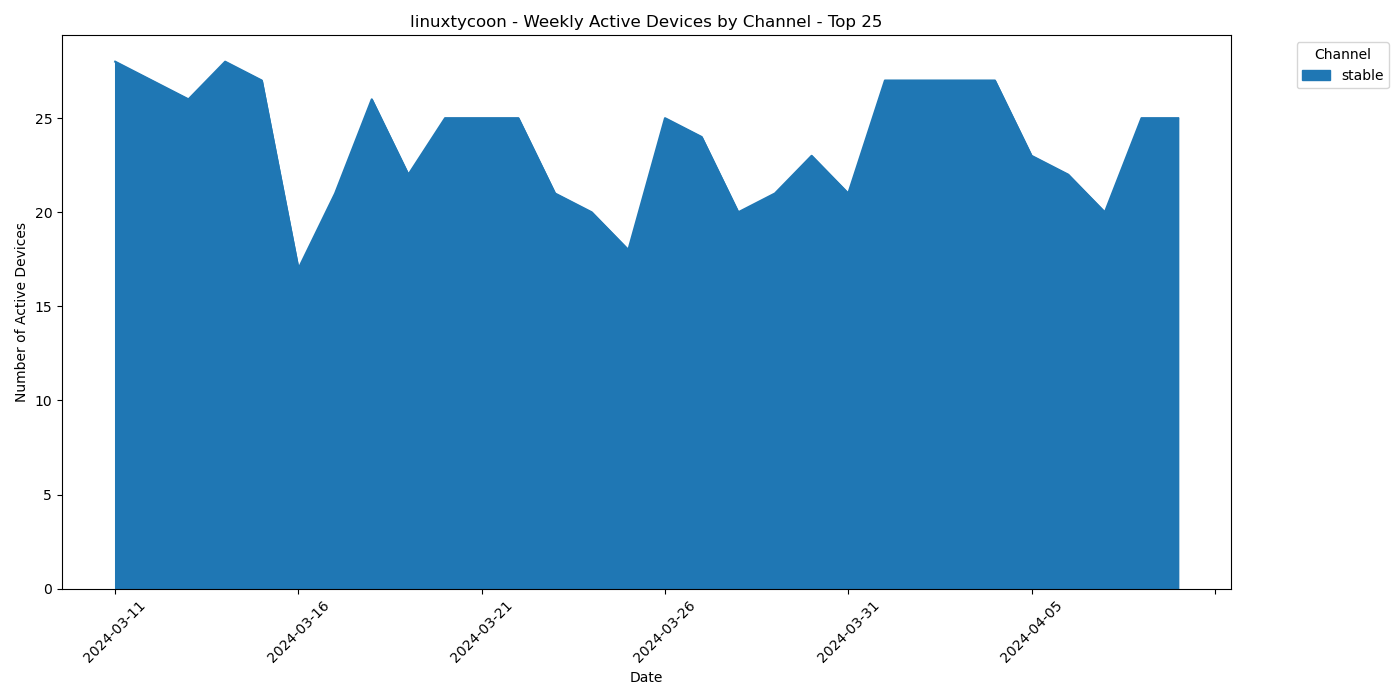 linuxtycoon - Weekly Active Devices by Channel - Top 25
Channel
stable
Number of Active Devices
25
20
15
10
5
0
2024-03-11
2024-03-16
2024-03-21
2024-03-26
2024-03-31
2024-04-05
Date